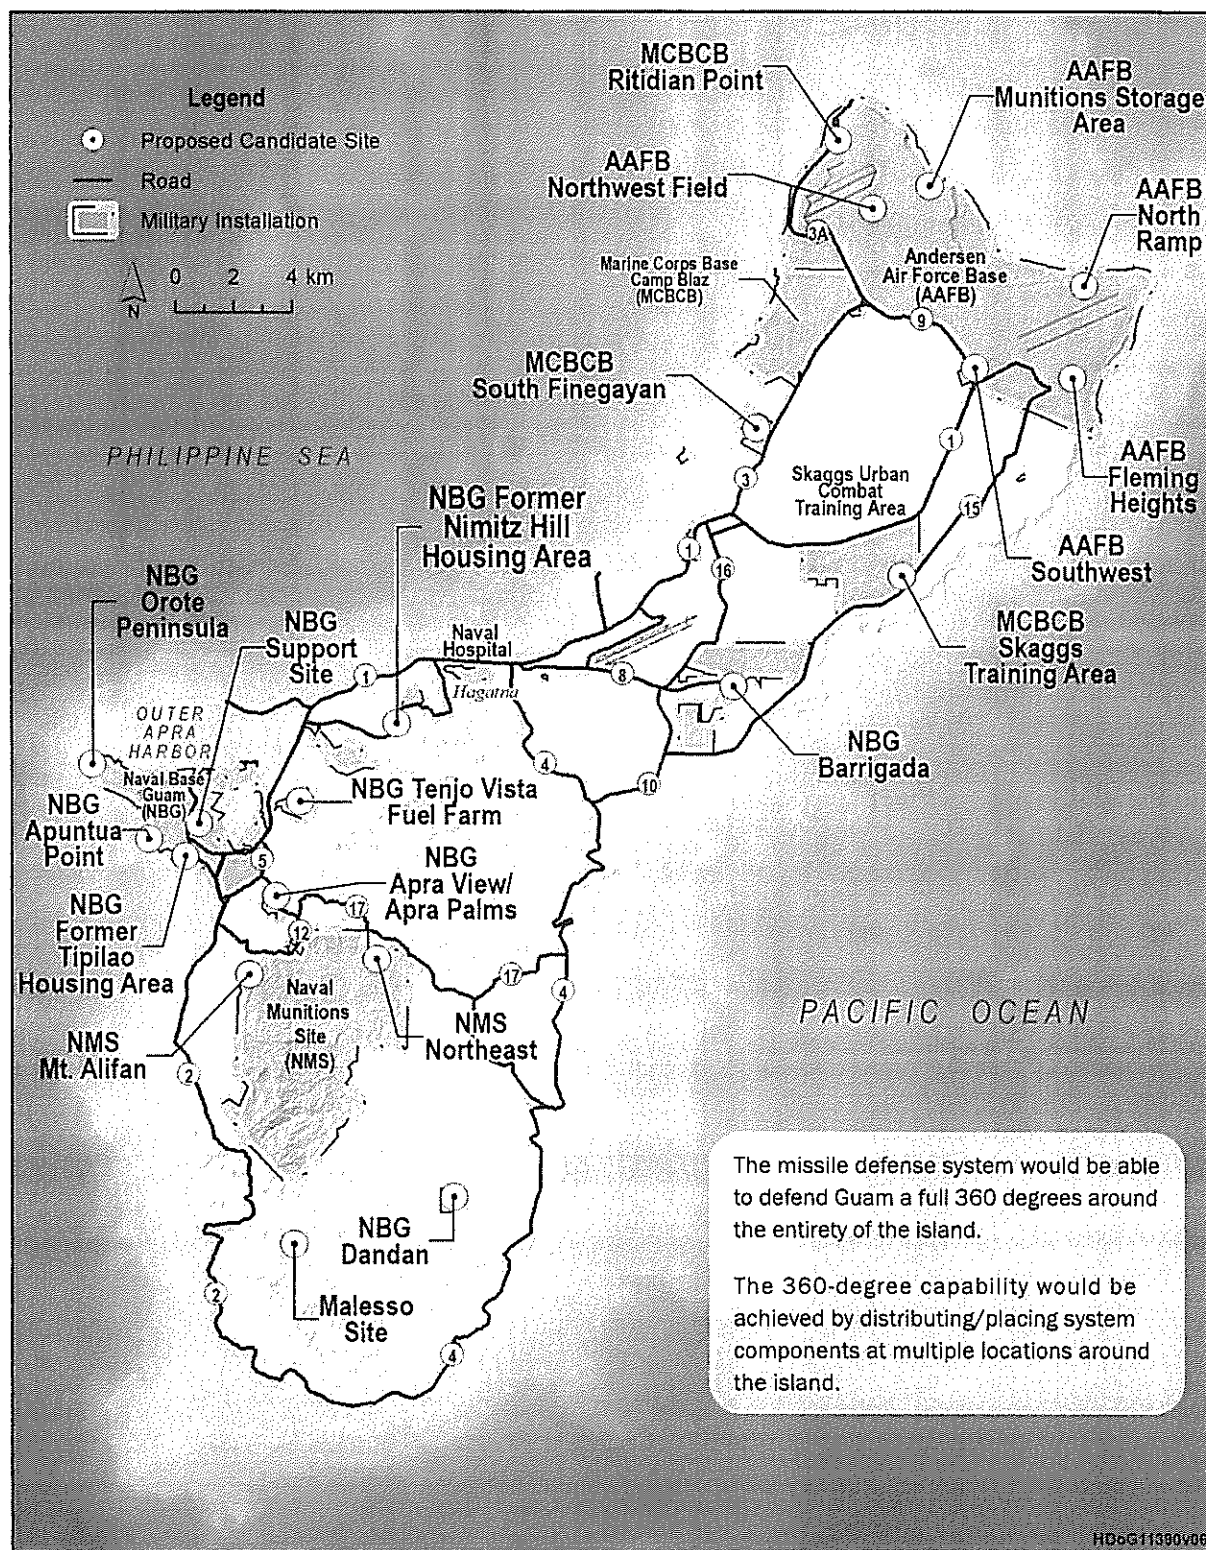 Legend
Proposed Candidate Site
Road
Military Installation
0 2 4 km
N
MCBCB
Ritidian Point
AAFB
Munitions Storage
Area
AAFB
Northwest Field
AAFB
North
Ramp
3A
Marine Corps Base
Camp Blaz
(MCBCB)
Andersen
Air Force Base
(AAFB)
9
MCBCB
South Finegayan
PHILIPPINE SEA
1
AAFB
Fleming
Heights
3
Skaggs Urban
Combat
Training Area
15
NBG Former
Nimitz Hill
Housing Area
1
16
AAFB
Southwest
NBG
Orote
Peninsula
NBG
Support
Site
Naval
Hospital
MCBCB
Skaggs
Training Area
1
Hagatna
8
OUTER
APRA
HARBOR
NBG
Barrigada
4
10
Naval Base
Guam
(NBG)
NBG Tenjo Vista
Fuel Farm
NBG
Apuntua
Point
5
NBG
Apra View/
Apra Palms
NBG
Former
Tipilao
Housing Area
17
12
17
4
Naval
Munitions
Site
(NMS)
PACIFIC OCEAN
NMS
Mt. Alifan
NMS
Northeast
2
The missile defense system would be able
to defend Guam a full 360 degrees around
the entirety of the island.
The 360-degree capability would be
achieved by distributing/placing system
components at multiple locations around
the island.
NBG
Dandan
2
Malesso
Site
4
HDoG11390v06